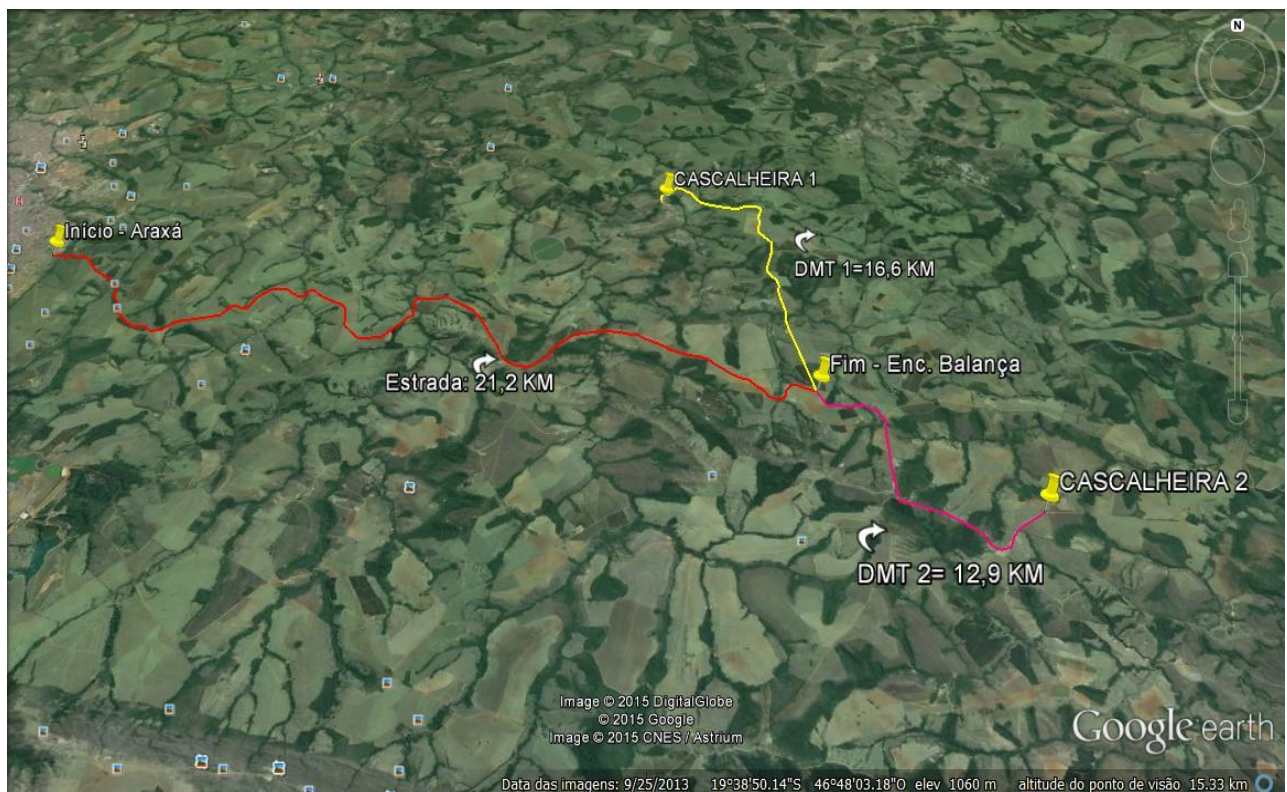 N
CASCALHEIRA 1
Início - Araxá
DMT 1=16,6 KM
Fim - Enc. Balança
Estrada: 21,2 KM
CASCALHEIRA 2
DMT 2= 12,9 KM
Image © 2015 DigitalGlobe
© 2015 Google
Image © 2015 CNES / Astrium
Google earth
Data das imagens: 9/25/2013 19°38'50.14"S 46°48'03.18"O elev 1060 m altitude do ponto de visão 15.33 km